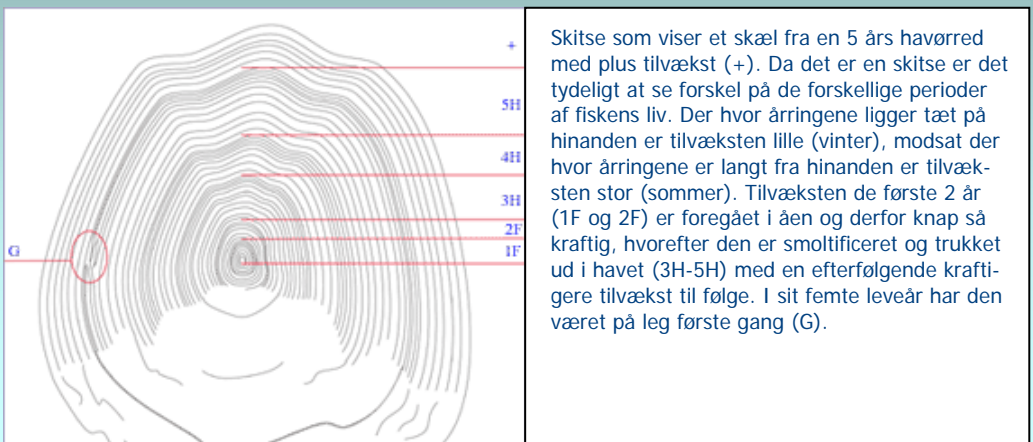 +
5H
4H
3H
2F
1F
G
Skitse som viser et skæl fra en 5 års havørred
med plus tilvækst (+). Da det er en skitse er det
tydeligt at se forskel på de forskellige perioder
af fiskens liv. Der hvor årringene ligger tæt på
hinanden er tilvæksten lille (vinter), modsat der
hvor årringene er langt fra hinanden er tilvæk-
sten stor (sommer). Tilvæksten de første 2 år
(1F og 2F) er foregået i åen og derfor knap så
kraftig, hvorefter den er smoltificeret og trukket
ud i havet (3H-5H) med en efterfølgende krafti-
gere tilvækst til følge. I sit femte leveår har den
været på leg første gang (G).